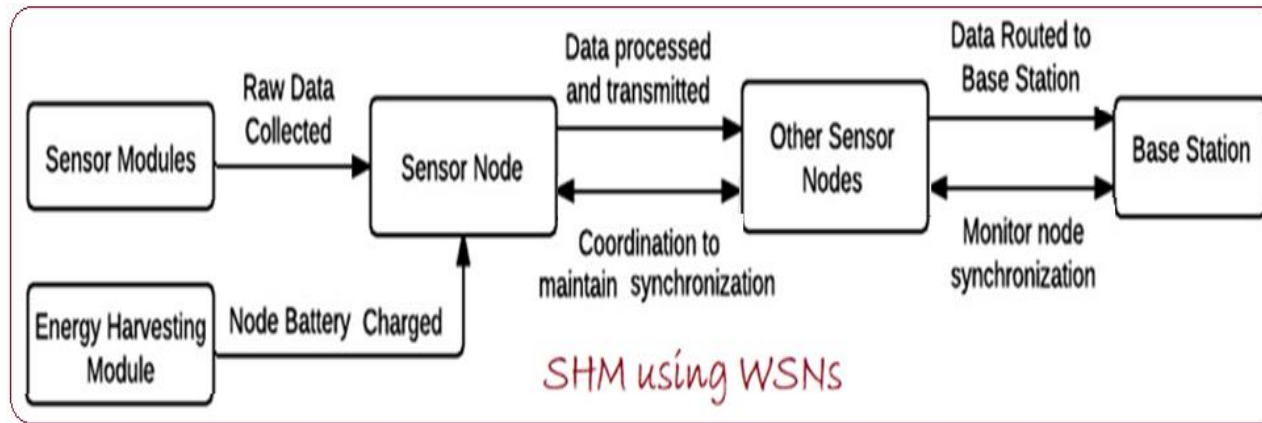 Data processed
and transmitted
Data Routed to
Base Station
Raw Data
Collected
Sensor Modules
Sensor Node
Other Sensor
Nodes
Base Station
Coordination to
maintain synchronization
Monitor node
synchronization
Energy Harvesting
Module
Node Battery Charged
SHM using WSNs